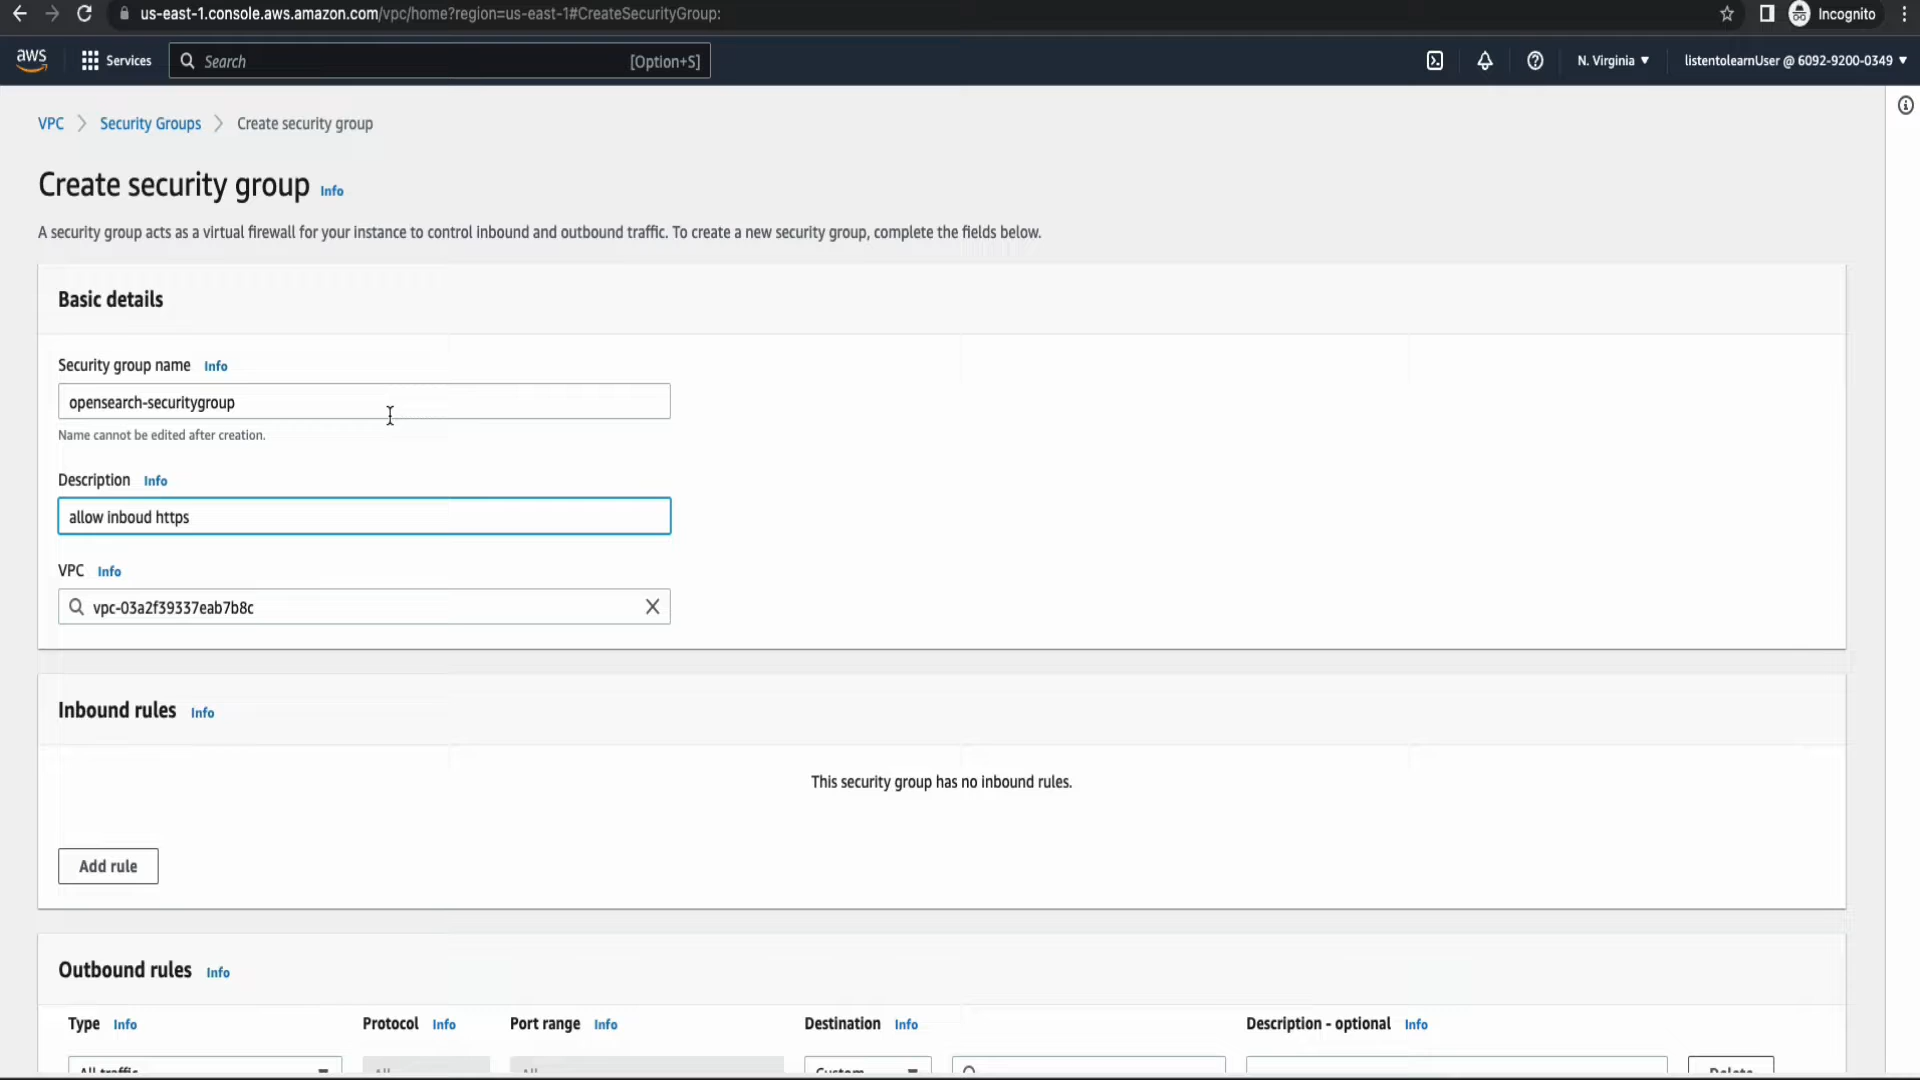 us-east-1.console.aws.amazon.com/vpc/home?region=us-east-1#CreateSecurityGroup:
Incognito
aws
Services
Search
[Option+S]
N. Virginia
listentolearnUser @ 6092-9200-0349
VPC
Security Groups
Create security group
Create security group Info
A security group acts as a virtual firewall for your instance to control inbound and outbound traffic. To create a new security group, complete the fields below.
Basic details
Security group name Info
opensearch-securitygroup
Name cannot be edited after creation.
Description Info
allow inboud https
VPC Info
vpc-03a2f39337eab7b8c
Inbound rules Info
This security group has no inbound rules.
Add rule
Outbound rules Info
Type Info Protocol Info Port range Info Destination Info Description - optional Info
All traffic All All Custom Delete